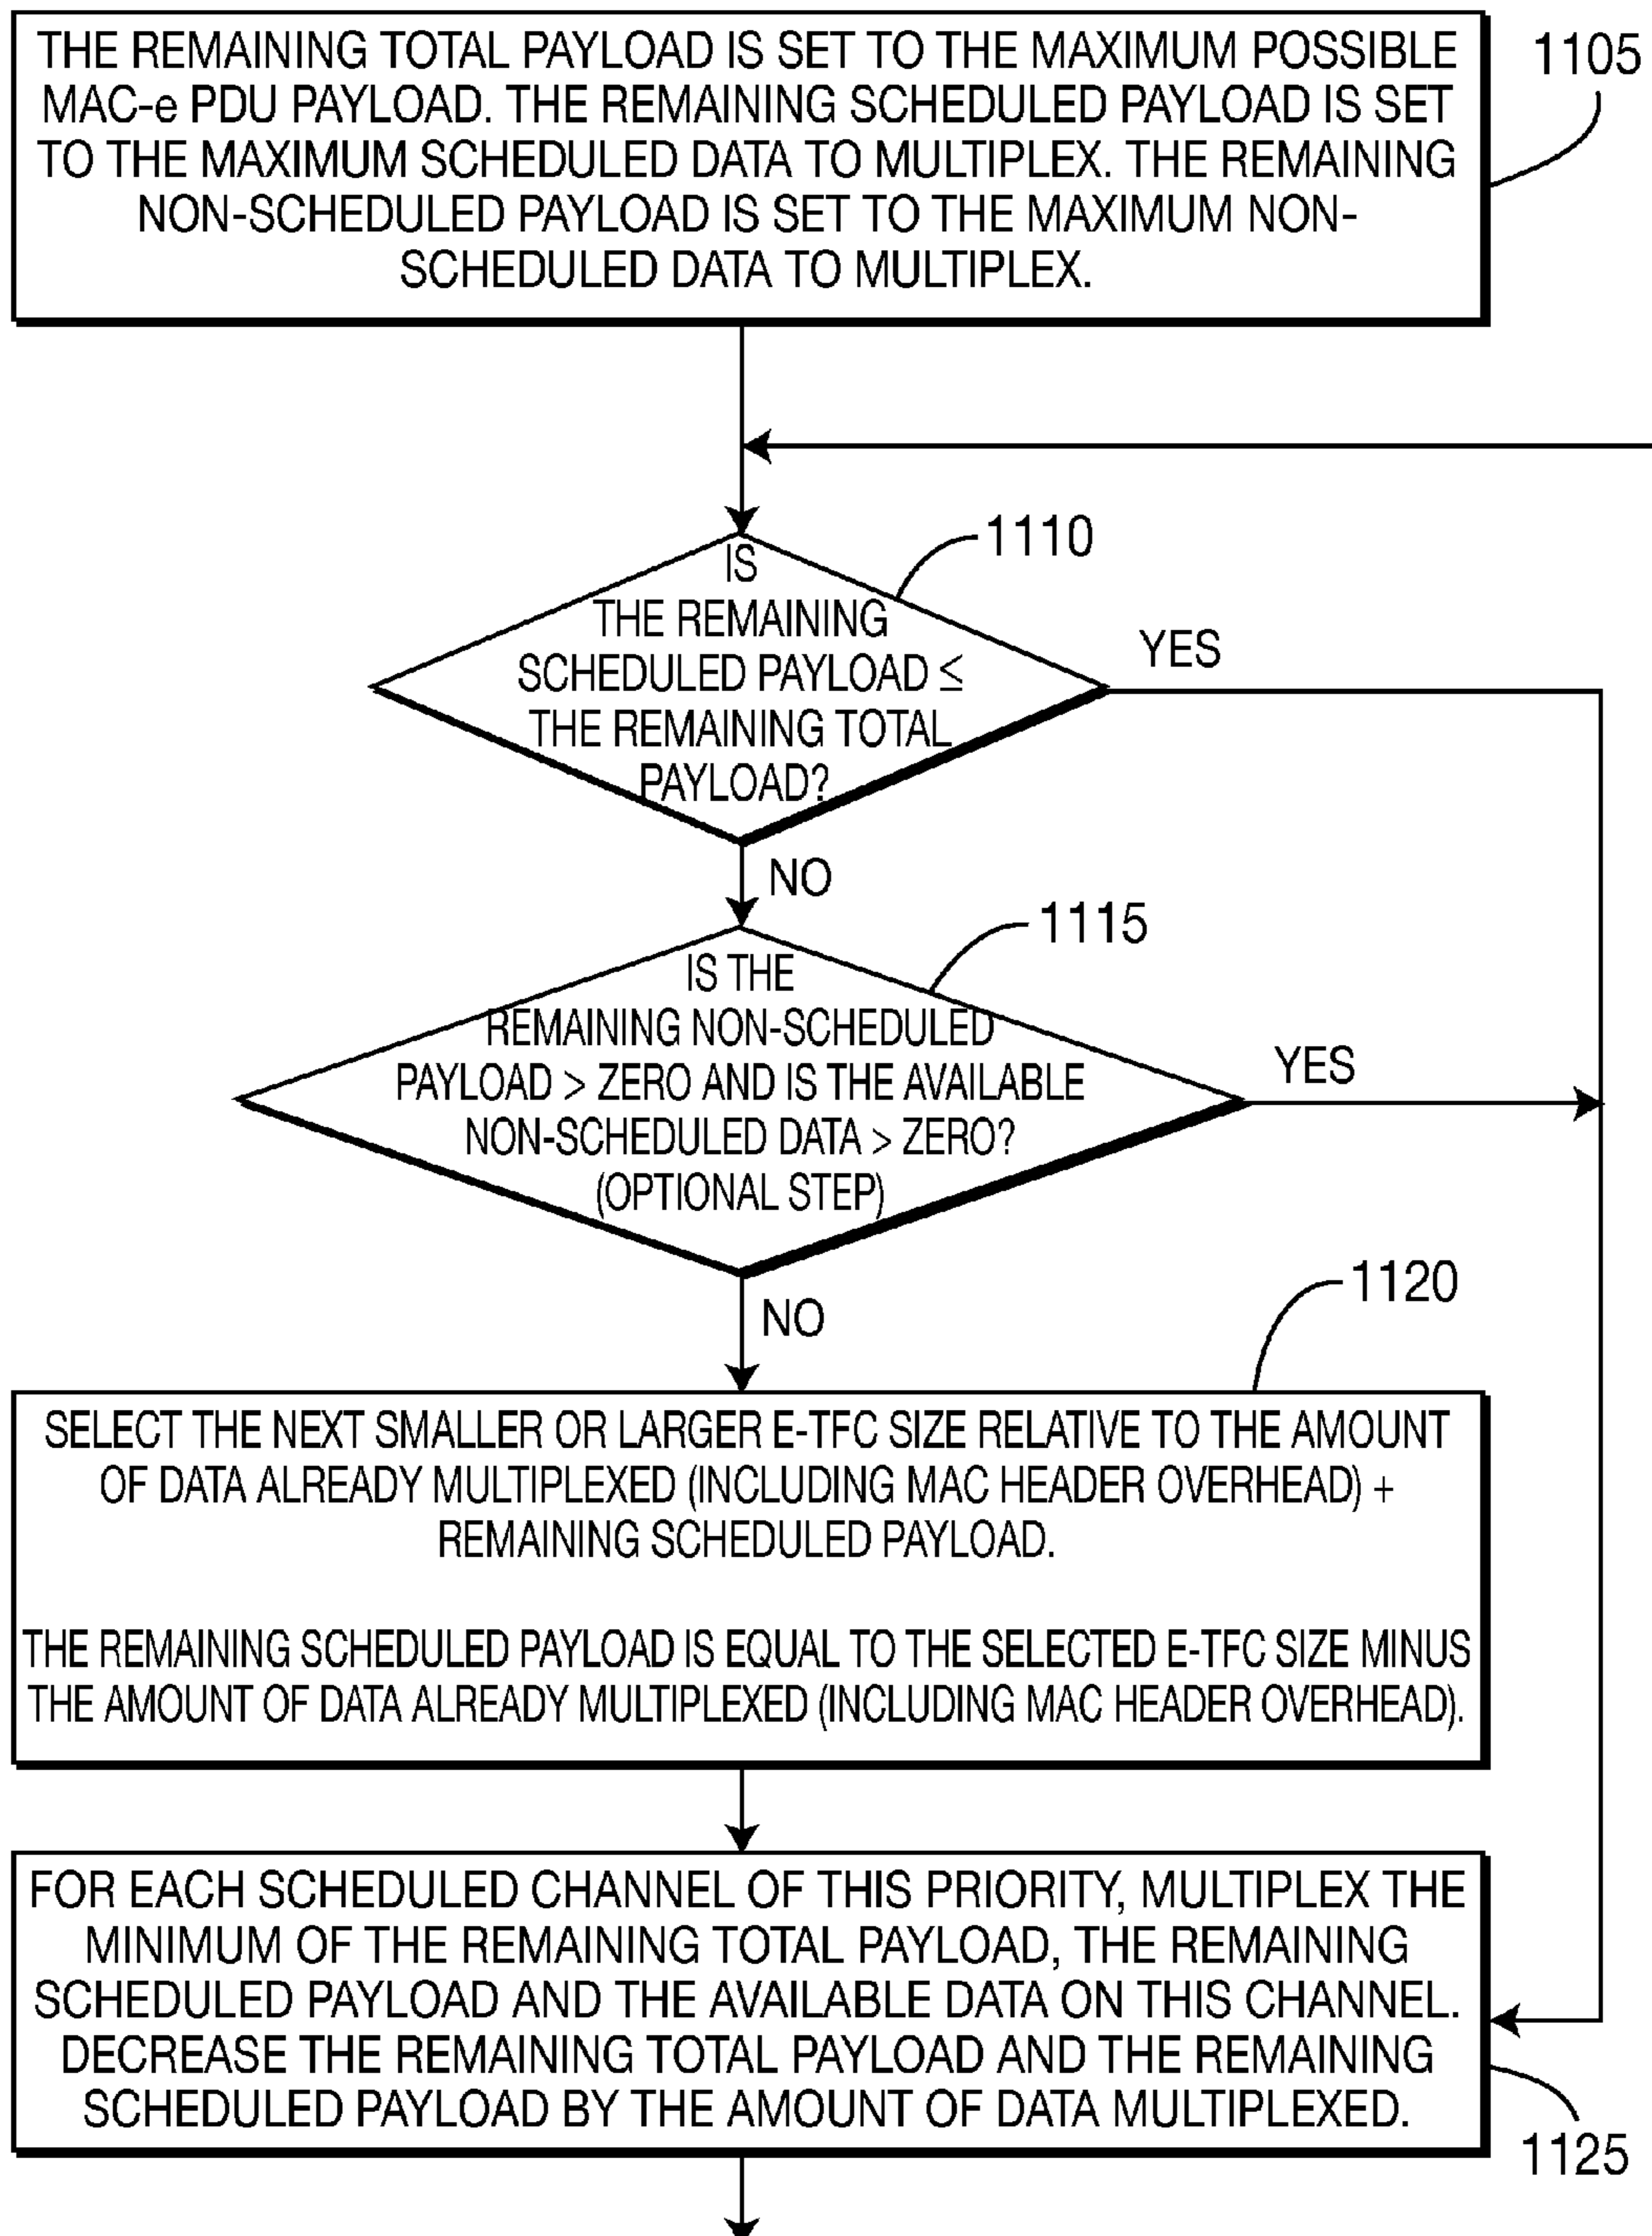 THE REMAINING TOTAL PAYLOAD IS SET TO THE MAXIMUM POSSIBLE
MAC-e PDU PAYLOAD. THE REMAINING SCHEDULED PAYLOAD IS SET
TO THE MAXIMUM SCHEDULED DATA TO MULTIPLEX. THE REMAINING
NON-SCHEDULED PAYLOAD IS SET TO THE MAXIMUM NON-
SCHEDULED DATA TO MULTIPLEX.
1105
1110
IS
THE REMAINING
SCHEDULED PAYLOAD ≤
THE REMAINING TOTAL
PAYLOAD?
YES
NO
1115
IS THE
REMAINING NON-SCHEDULED
PAYLOAD > ZERO AND IS THE AVAILABLE
NON-SCHEDULED DATA > ZERO?
(OPTIONAL STEP)
YES
NO
1120
SELECT THE NEXT SMALLER OR LARGER E-TFC SIZE RELATIVE TO THE AMOUNT
OF DATA ALREADY MULTIPLEXED (INCLUDING MAC HEADER OVERHEAD) +
REMAINING SCHEDULED PAYLOAD.
THE REMAINING SCHEDULED PAYLOAD IS EQUAL TO THE SELECTED E-TFC SIZE MINUS
THE AMOUNT OF DATA ALREADY MULTIPLEXED (INCLUDING MAC HEADER OVERHEAD).
FOR EACH SCHEDULED CHANNEL OF THIS PRIORITY, MULTIPLEX THE
MINIMUM OF THE REMAINING TOTAL PAYLOAD, THE REMAINING
SCHEDULED PAYLOAD AND THE AVAILABLE DATA ON THIS CHANNEL.
DECREASE THE REMAINING TOTAL PAYLOAD AND THE REMAINING
SCHEDULED PAYLOAD BY THE AMOUNT OF DATA MULTIPLEXED.
1125